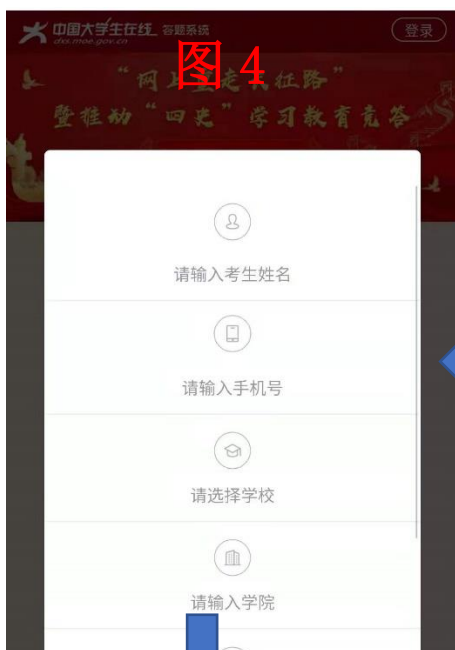 中国大学生在线 答题系统
dxs.moe.gov.cn
登录
图 4
“网上重走长征路”
暨推动“四史”学习教育竞答
请输入考生姓名
请输入手机号
请选择学校
请输入学院